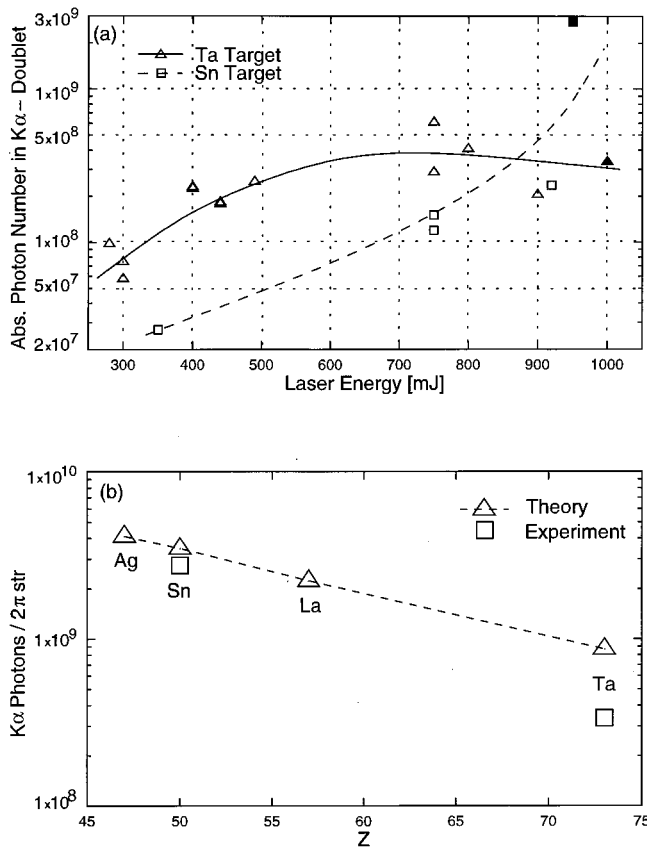 (a)
Ta Target
Sn Target
3x10⁹
1x10⁹
5x10⁸
1x10⁸
5x10⁷
2x10⁷
Abs. Photon Number in Kα– Doublet
300 400 500 600 700 800 900 1000
Laser Energy [mJ]
(b)
Theory
Experiment
1x10¹⁰
1x10⁹
1x10⁸
Kα Photons / 2π str
Ag
Sn
La
Ta
45 50 55 60 65 70 75
Z